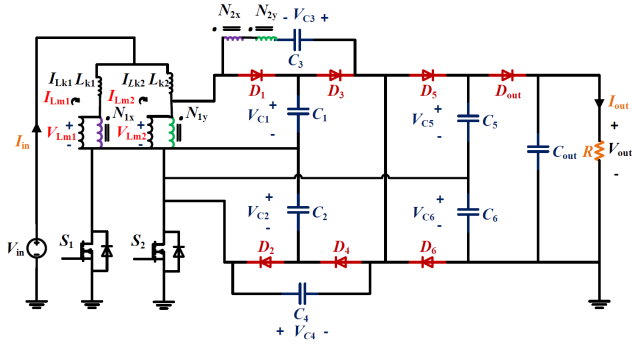 N2x N2y - VC3 +
C3
ILk1 Lk1 ILk2 Lk2
ILm1 ILm2
D1 D3 D5 Dout
N1x N1y
+ VLm1 - + VLm2 -
+ VC1 - C1
+ VC5 - C5
Iin
Cout
Iout
R + Vout -
+ VC2 - C2
+ VC6 - C6
S1 S2
Vin
D2 D4 D6
C4
+ VC4 -